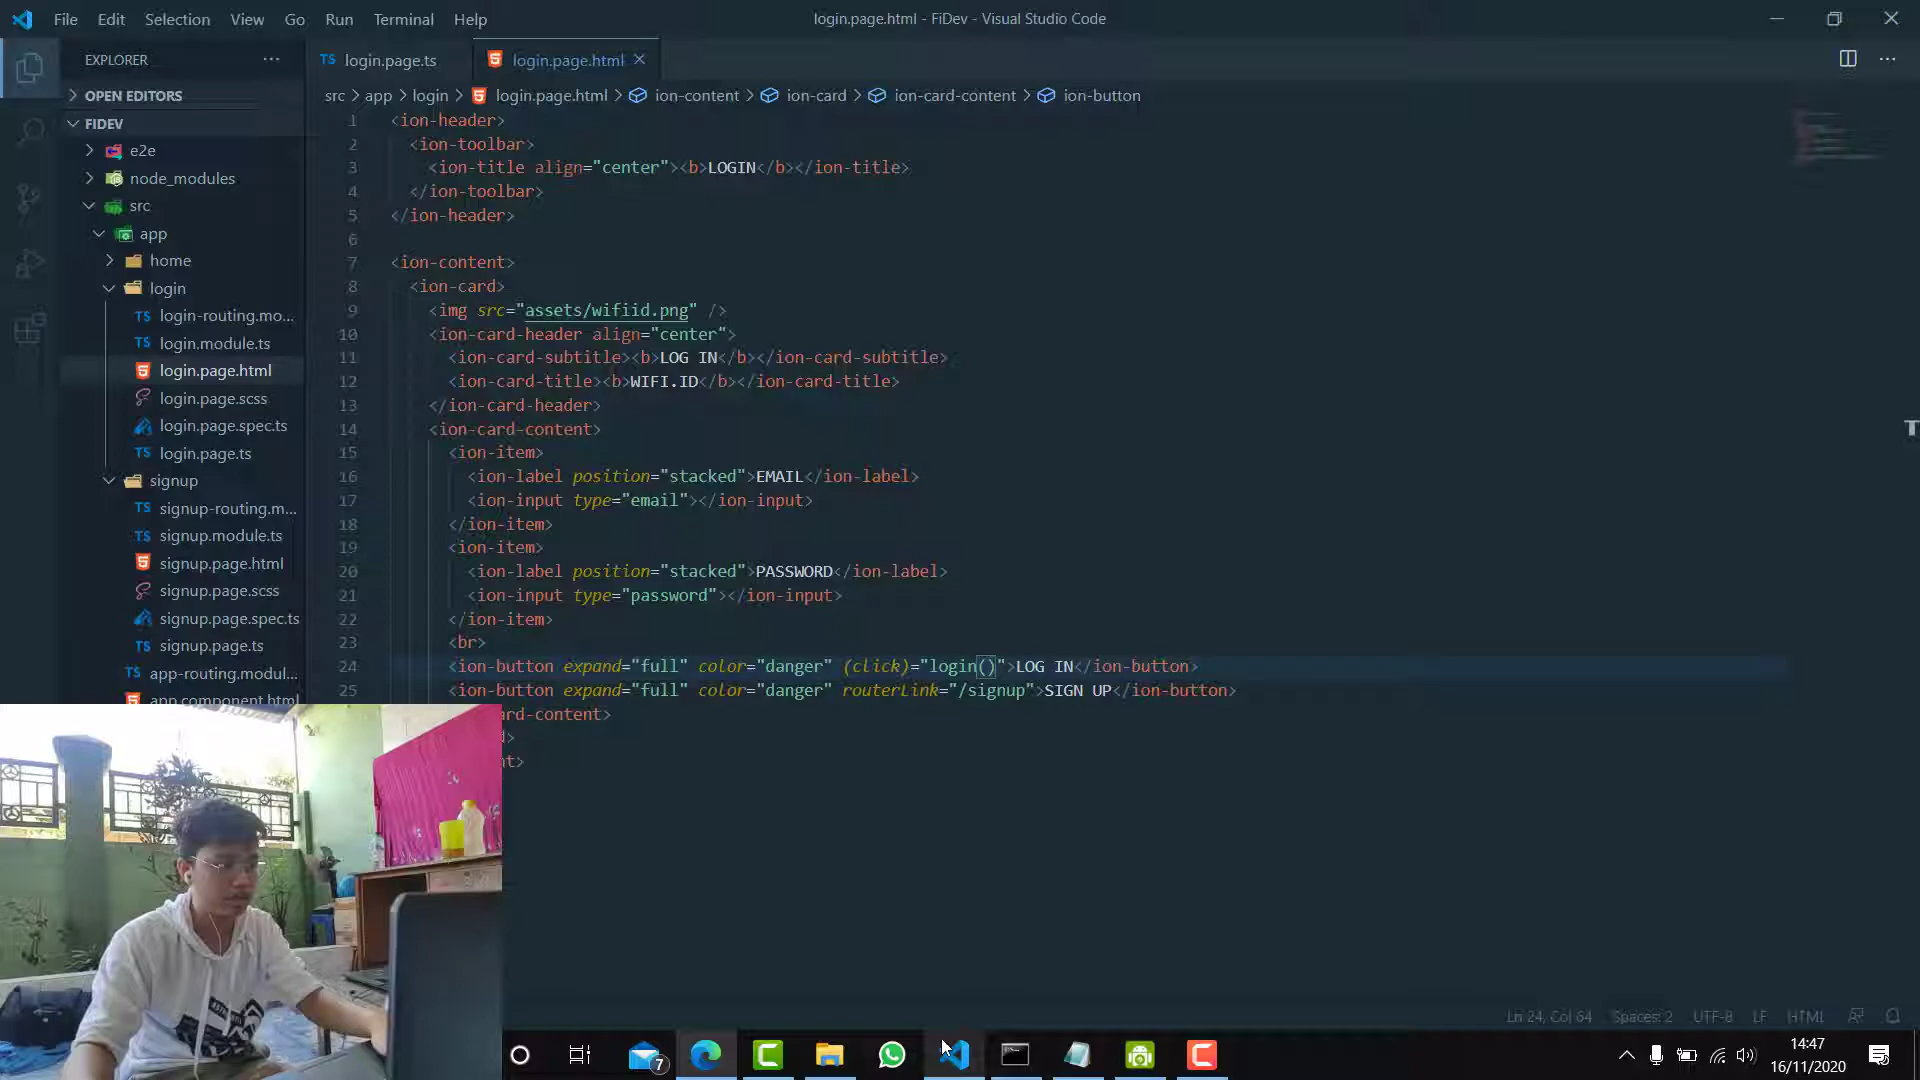 File Edit Selection View Go Run Terminal Help
login.page.html - FiDev - Visual Studio Code
EXPLORER
OPEN EDITORS
FIDEV
e2e
node_modules
src
app
home
login
login-routing.mo...
login.module.ts
login.page.html
login.page.scss
login.page.spec.ts
TS login.page.ts
signup
signup-routing.m...
signup.module.ts
signup.page.html
signup.page.scss
signup.page.spec.ts
signup.page.ts
app-routing.modul...
app.component.html
TS login.page.ts login.page.html
src > app > login > login.page.html > ion-content > ion-card > ion-card-content > ion-button
1 <ion-header>
2 <ion-toolbar>
3 <ion-title align="center"><b>LOGIN</b></ion-title>
4 </ion-toolbar>
5 </ion-header>
6
7 <ion-content>
8 <ion-card>
9 <img src="assets/wifiid.png" />
10 <ion-card-header align="center">
11 <ion-card-subtitle><b>LOG IN</b></ion-card-subtitle>
12 <ion-card-title><b>WIFI.ID</b></ion-card-title>
13 </ion-card-header>
14 <ion-card-content>
15 <ion-item>
16 <ion-label position="stacked">EMAIL</ion-label>
17 <ion-input type="email"></ion-input>
18 </ion-item>
19 <ion-item>
20 <ion-label position="stacked">PASSWORD</ion-label>
21 <ion-input type="password"></ion-input>
22 </ion-item>
23 <br>
24 <ion-button expand="full" color="danger" (click)="login()">LOG IN</ion-button>
25 <ion-button expand="full" color="danger" routerLink="/signup">SIGN UP</ion-button>
rd-content>
>
nt>
Ln 24, Col 64 Spaces: 2 UTF-8 LF HTML
7
14:47
16/11/2020